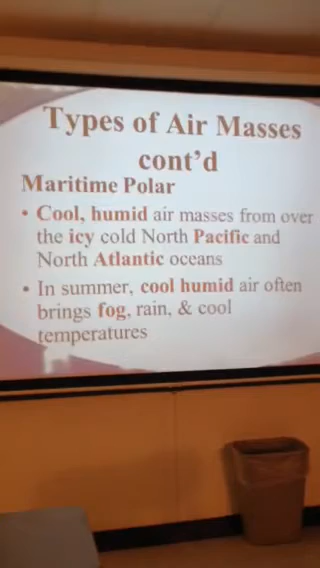 Types of Air Masses
cont'd
Maritime Polar
• Cool, humid air masses from over
the icy cold North Pacific and
North Atlantic oceans
• In summer, cool humid air often
brings fog, rain, & cool
temperatures